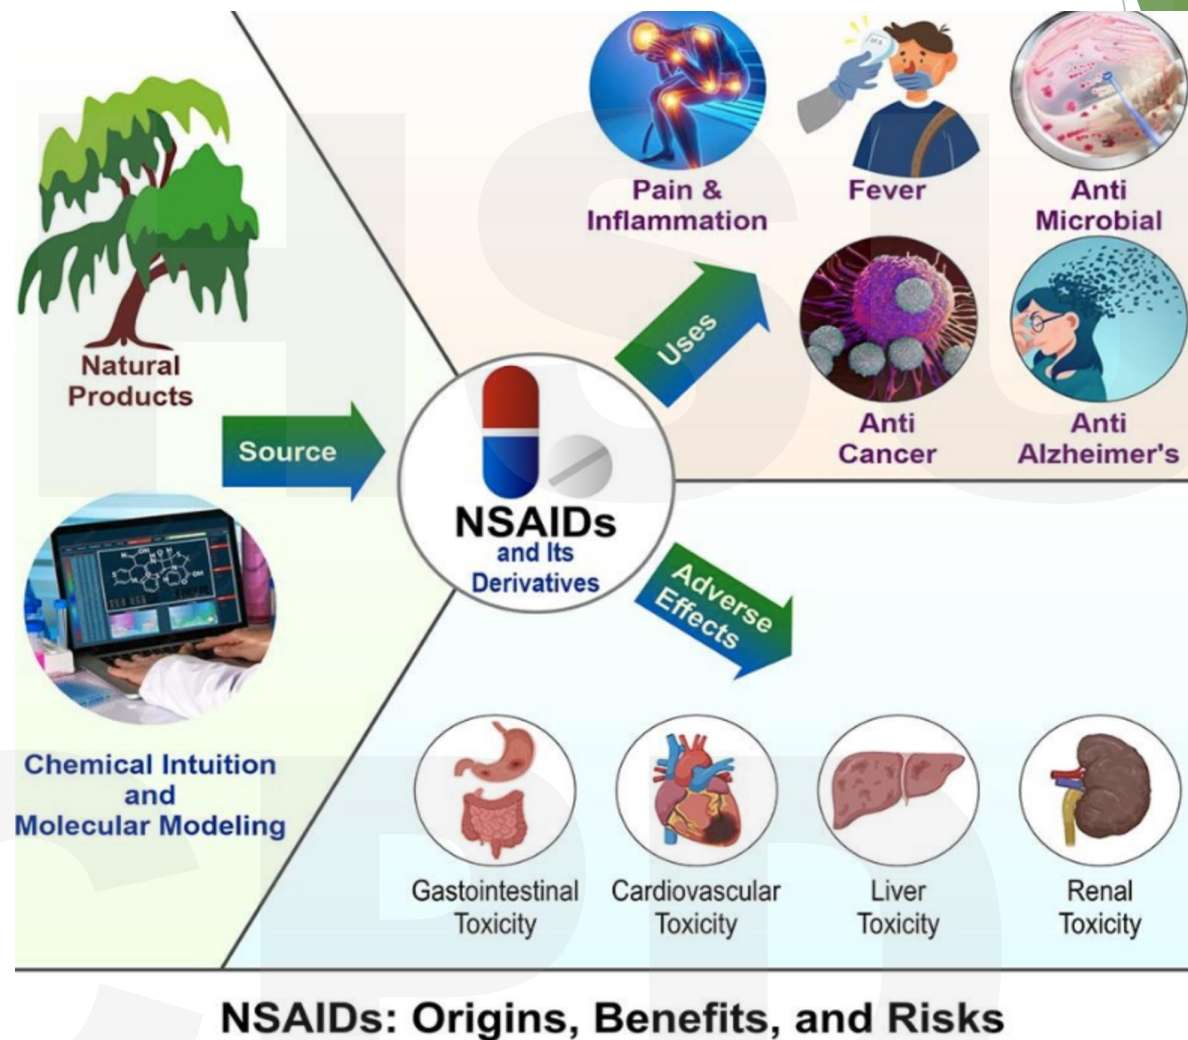 Natural
Products
Source
Chemical Intuition
and
Molecular Modeling
NSAIDs
and Its
Derivatives
Uses
Pain &
Inflammation
Fever
Anti
Microbial
Anti
Cancer
Anti
Alzheimer's
Adverse
Effects
Gastointestinal
Toxicity
Cardiovascular
Toxicity
Liver
Toxicity
Renal
Toxicity
NSAIDs: Origins, Benefits, and Risks